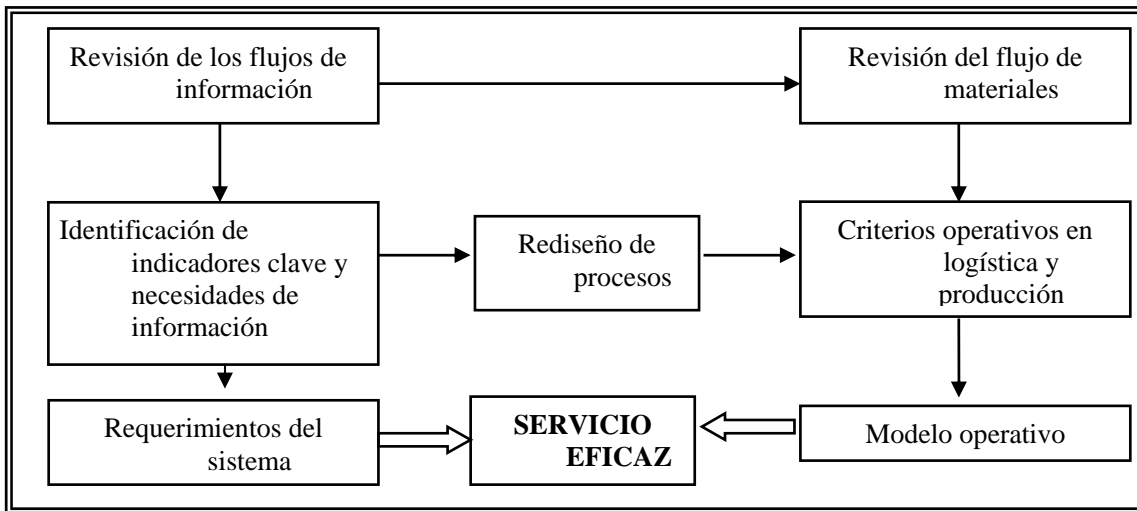 Revisión de los flujos de
información
Revisión del flujo de
materiales
Identificación de
indicadores clave y
necesidades de
información
Rediseño de
procesos
Criterios operativos en
logística y
producción
Requerimientos del
sistema
SERVICIO
EFICAZ
Modelo operativo